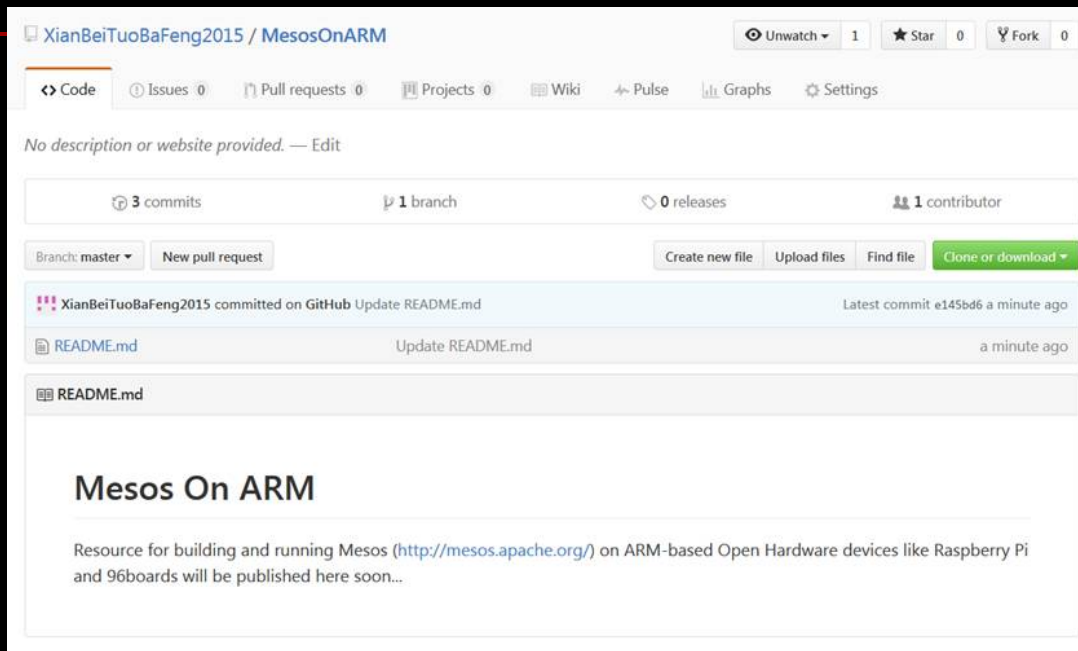 XianBeiTuoBaFeng2015 / MesosOnARM
Unwatch 1 Star 0 Fork 0
Code Issues 0 Pull requests 0 Projects 0 Wiki Pulse Graphs Settings
No description or website provided. — Edit
3 commits 1 branch 0 releases 1 contributor
Branch: master New pull request Create new file Upload files Find file Clone or download
XianBeiTuoBaFeng2015 committed on GitHub Update README.md Latest commit e145bd6 a minute ago
README.md Update README.md a minute ago
README.md
Mesos On ARM
Resource for building and running Mesos (http://mesos.apache.org/) on ARM-based Open Hardware devices like Raspberry Pi
and 96boards will be published here soon...